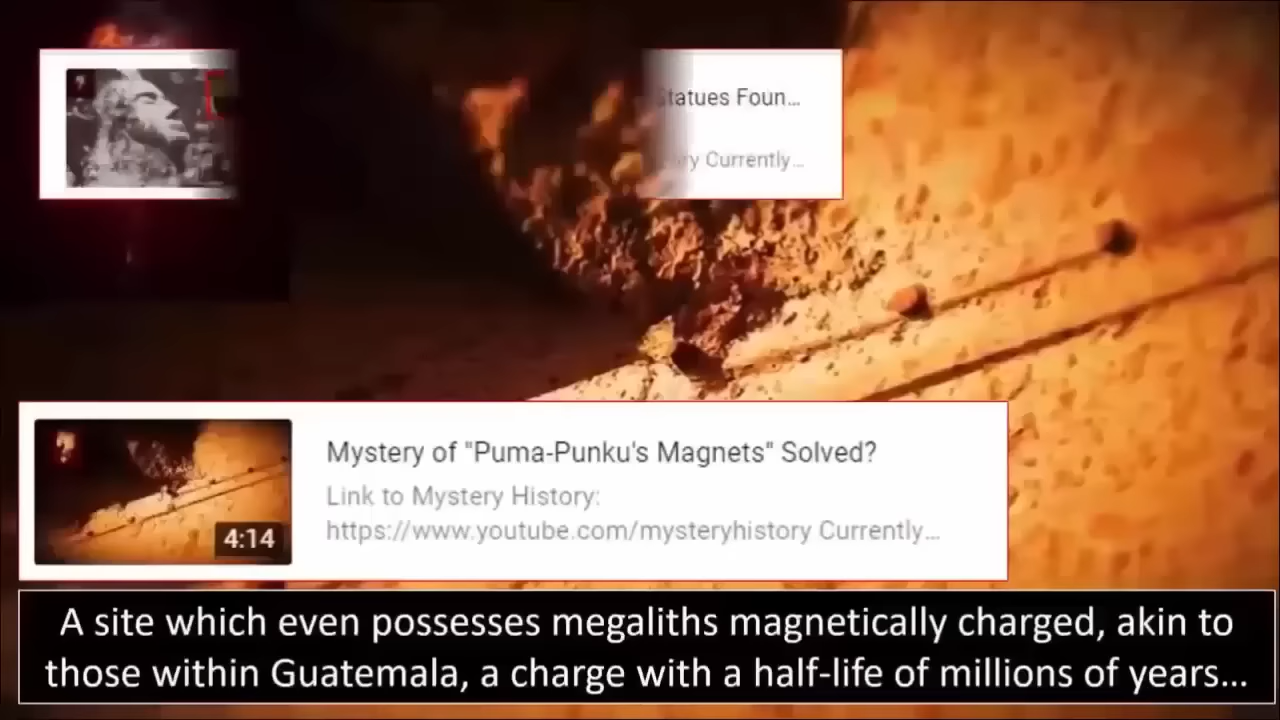 Foun...
Currently...
Mystery of "Puma-Punku's Magnets" Solved?
Link to Mystery History:
https://www.youtube.com/mysteryhistory Currently...
4:14
A site which even possesses megaliths magnetically charged, akin to
those within Guatemala, a charge with a half-life of millions of years...